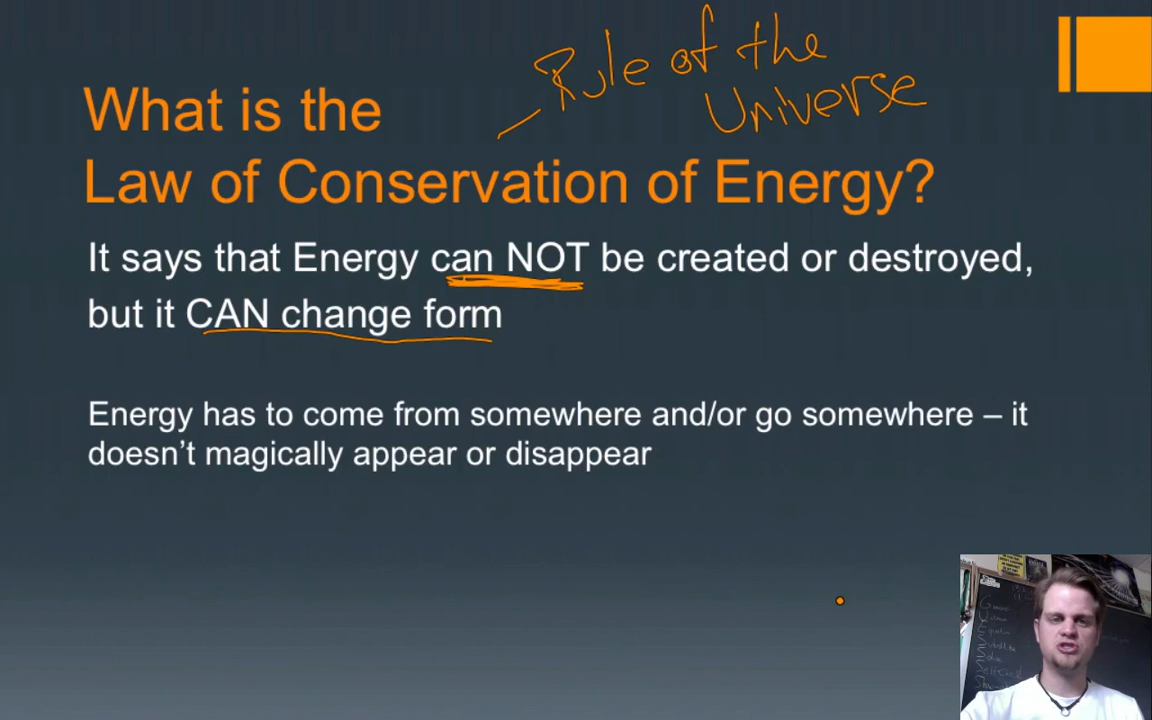 Rule of the
Universe
What is the
Law of Conservation of Energy?
It says that Energy can NOT be created or destroyed,
but it CAN change form
Energy has to come from somewhere and/or go somewhere – it
doesn't magically appear or disappear